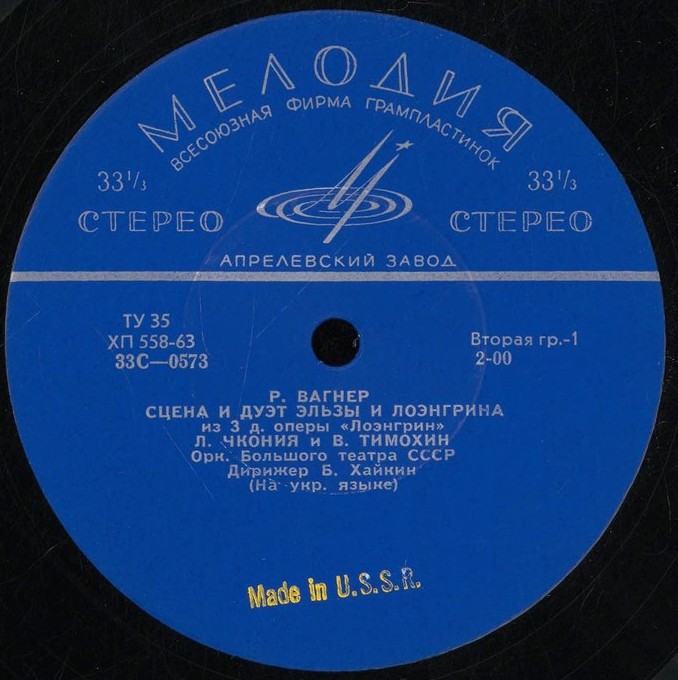 МЕЛОДИЯ
ВСЕСОЮЗНАЯ ФИРМА ГРАМПЛАСТИНОК
33⅓ 33⅓
СТЕРЕО СТЕРЕО
АПРЕЛЕВСКИЙ ЗАВОД
ТУ 35
ХП 558-63 Вторая гр.-1
33С—0573 2-00
Р. ВАГНЕР
СЦЕНА И ДУЭТ ЭЛЬЗЫ И ЛОЭНГРИНА
из 3 д. оперы «Лоэнгрин»
Л. ЧКОНИЯ и В. ТИМОХИН
Орк. Большого театра СССР
Дирижер Б. Хайкин
(На укр. языке)
Made in U.S.S.R.